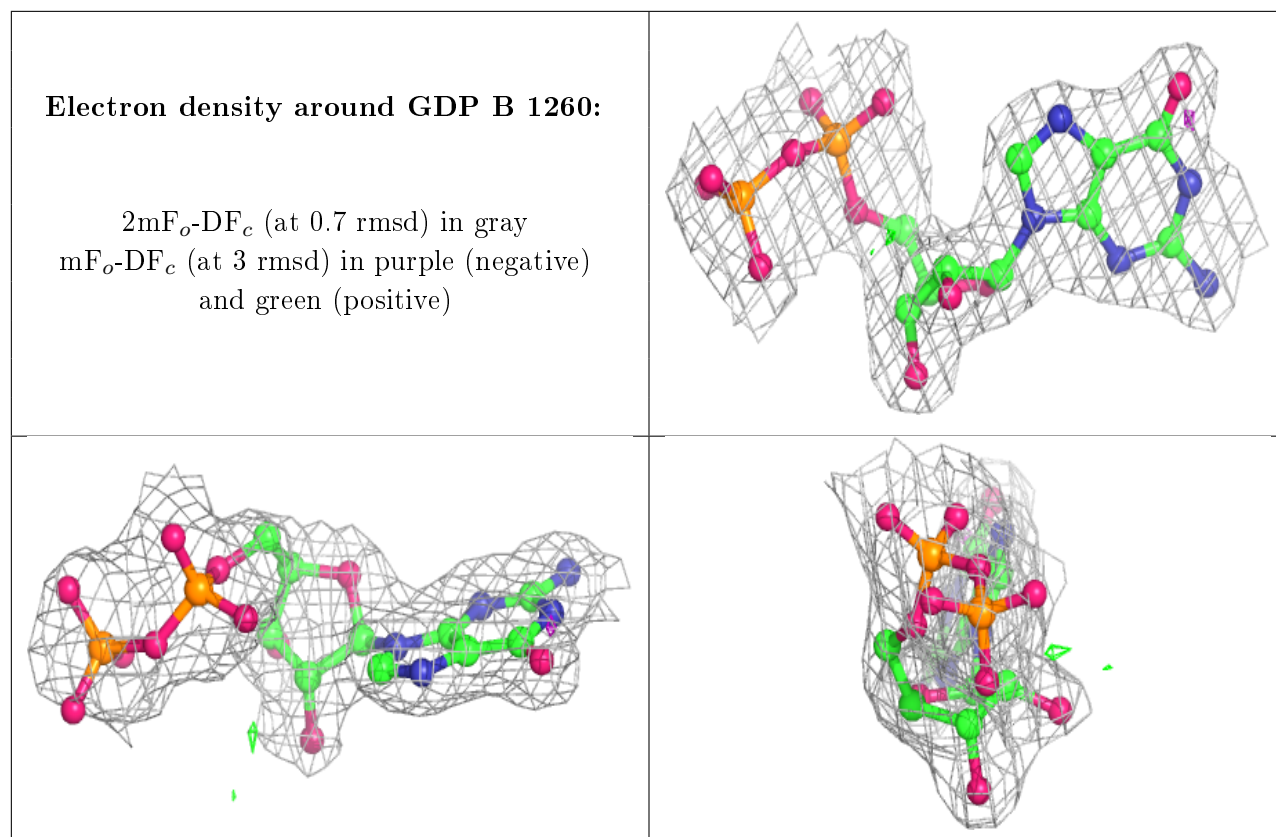 Electron density around GDP B 1260:
2mFo-DFc (at 0.7 rmsd) in gray
mFo-DFc (at 3 rmsd) in purple (negative)
and green (positive)